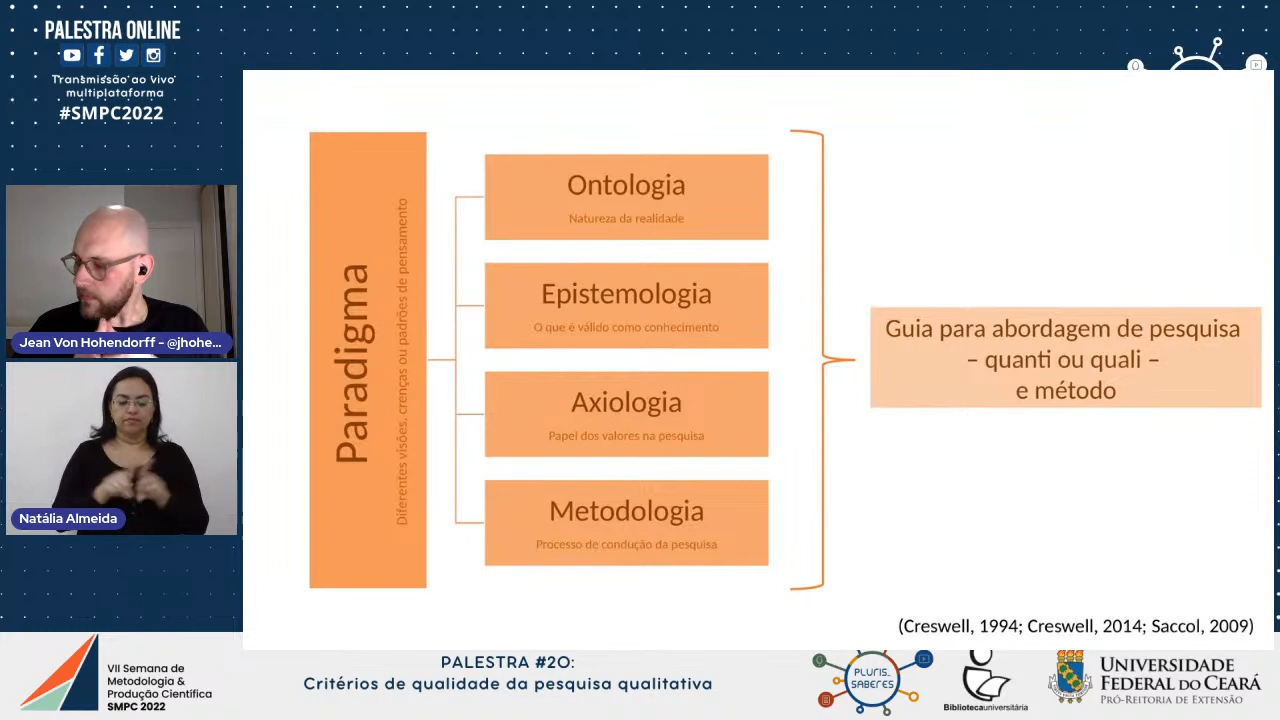 PALESTRA ONLINE
Transmissão ao vivo
multiplataforma
#SMPC2022
Jean Von Hohendorff - @jhohe...
Natália Almeida
Paradigma
Diferentes visões, crenças ou padrões de pensamento
Ontologia
Natureza da realidade
Epistemologia
O que é válido como conhecimento
Axiologia
Papel dos valores na pesquisa
Metodologia
Processo de condução da pesquisa
Guia para abordagem de pesquisa
– quanti ou quali –
e método
(Creswell, 1994; Creswell, 2014; Saccol, 2009)
VII Semana de
Metodologia &
Produção Científica
SMPC 2022
PALESTRA #20:
Critérios de qualidade da pesquisa qualitativa
PLURIS_
SABERES
Bibliotecauniversitária
UNIVERSIDADE
FEDERAL DO CEARÁ
PRÓ-REITORIA DE EXTENSÃO